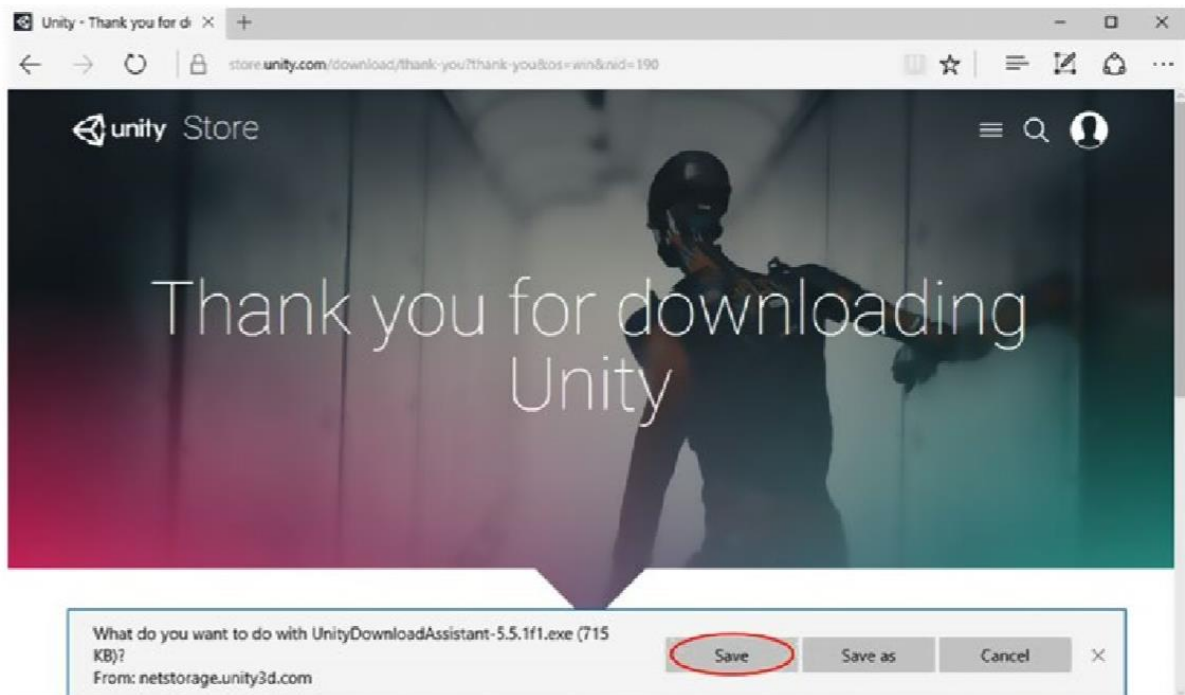 Unity - Thank you for d
store.unity.com/download/thank-you?thank-you&os=win&nid=190
unity Store
Thank you for downloading
Unity
What do you want to do with UnityDownloadAssistant-5.5.1f1.exe (715
KB)?
From: netstorage.unity3d.com
Save
Save as
Cancel